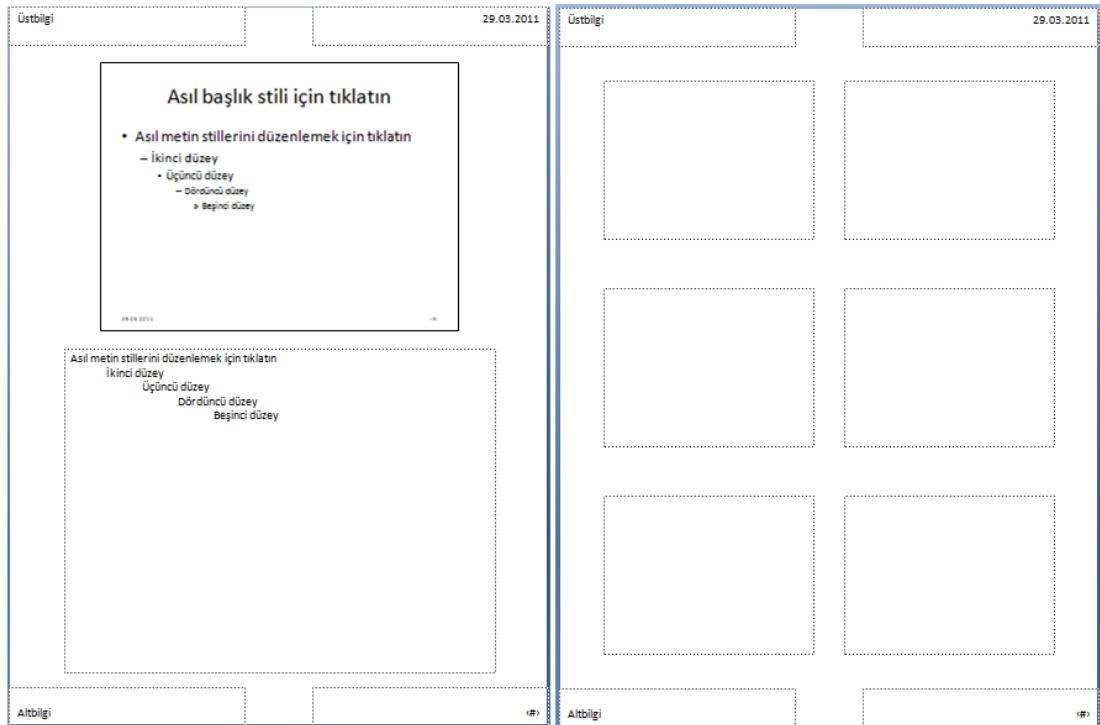 Üstbilgi
29.03.2011
Asıl başlık stili için tıklatın
• Asıl metin stillerini düzenlemek için tıklatın
– İkinci düzey
• Üçüncü düzey
– Dördüncü düzey
» Beşinci düzey
29.03.2011
‹#›
Asıl metin stillerini düzenlemek için tıklatın
İkinci düzey
Üçüncü düzey
Dördüncü düzey
Beşinci düzey
Altbilgi
‹#›
Üstbilgi
29.03.2011
Altbilgi
‹#›